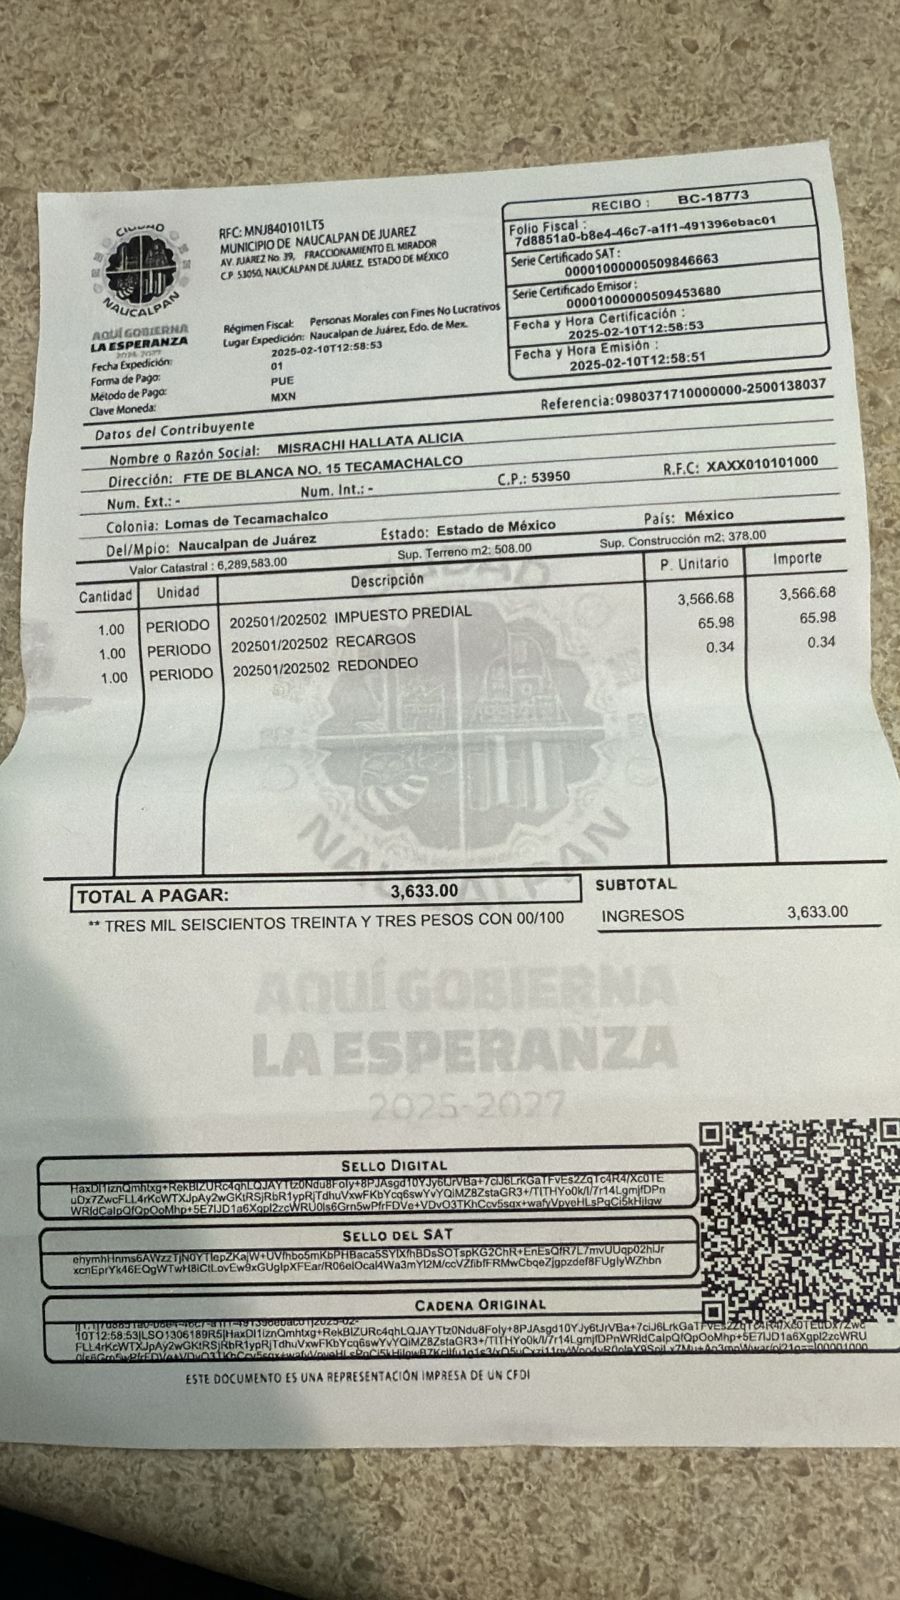 CIUDAD
NAUCALPAN
AQUÍ GOBIERNA
LA ESPERANZA
2025-2027
RFC: MNJ840101LT5
MUNICIPIO DE NAUCALPAN DE JUAREZ
AV. JUAREZ No. 39, FRACCIONAMIENTO EL MIRADOR
C.P. 53050, NAUCALPAN DE JUÁREZ, ESTADO DE MÉXICO
Régimen Fiscal: Personas Morales con Fines No Lucrativos
Lugar Expedición: Naucalpan de Juárez, Edo. de Mex.
Fecha Expedición: 2025-02-10T12:58:53
Forma de Pago: 01
Método de Pago: PUE
Clave Moneda: MXN
RECIBO : BC-18773
Folio Fiscal :
7d8851a0-b8e4-46c7-a1f1-491396ebac01
Serie Certificado SAT :
00001000000509846663
Serie Certificado Emisor :
00001000000509453680
Fecha y Hora Certificación :
2025-02-10T12:58:53
Fecha y Hora Emisión :
2025-02-10T12:58:51
Referencia: 0980371710000000-2500138037
Datos del Contribuyente
Nombre o Razón Social: MISRACHI HALLATA ALICIA
Dirección: FTE DE BLANCA NO. 15 TECAMACHALCO
Num. Ext.: - Num. Int.: - C.P.: 53950 R.F.C: XAXX010101000
Colonia: Lomas de Tecamachalco
Del/Mpio: Naucalpan de Juárez Estado: Estado de México País: México
Valor Catastral : 6,289,583.00 Sup. Terreno m2: 508.00 Sup. Construcción m2: 378.00
Cantidad Unidad Descripción P. Unitario Importe
1.00 PERIODO 202501/202502 IMPUESTO PREDIAL 3,566.68 3,566.68
1.00 PERIODO 202501/202502 RECARGOS 65.98 65.98
1.00 PERIODO 202501/202502 REDONDEO 0.34 0.34
CIUDAD
NAUCALPAN
TOTAL A PAGAR: 3,633.00
SUBTOTAL
** TRES MIL SEISCIENTOS TREINTA Y TRES PESOS CON 00/100
INGRESOS 3,633.00
AQUÍ GOBIERNA
LA ESPERANZA
2025-2027
SELLO DIGITAL
SELLO DEL SAT
CADENA ORIGINAL
ESTE DOCUMENTO ES UNA REPRESENTACIÓN IMPRESA DE UN CFDI